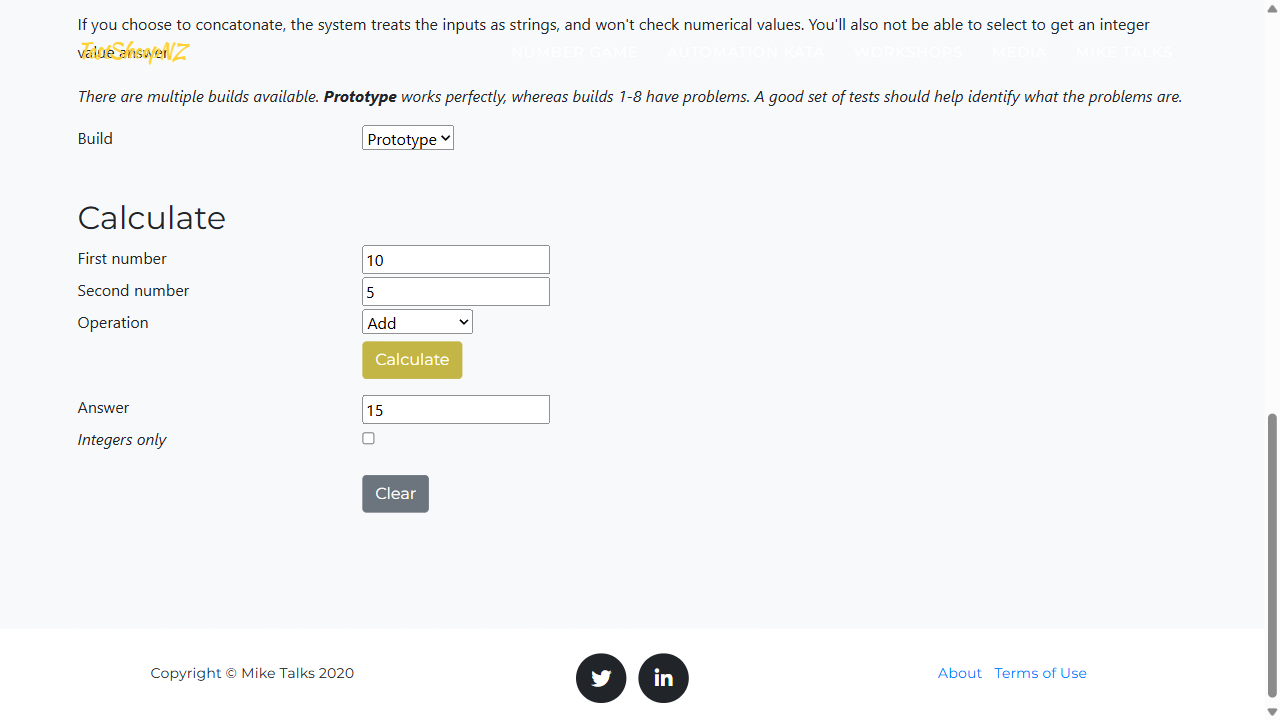 If you choose to concatonate, the system treats the inputs as strings, and won't check numerical values. You'll also not be able to select to get an integer
value answer.
TestSheepNZ
NUMBER GAME AUTOMATION DATA WORKSHOPS MEDIA MIKE TALKS
There are multiple builds available. Prototype works perfectly, whereas builds 1-8 have problems. A good set of tests should help identify what the problems are.
Build Prototype
Calculate
First number 10
Second number 5
Operation Add
Calculate
Answer 15
Integers only
Clear
Copyright © Mike Talks 2020
in
About Terms of Use